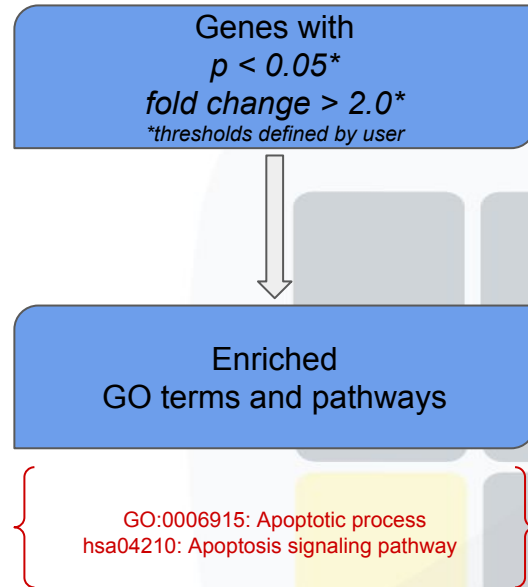 Genes with
p < 0.05*
fold change > 2.0*
*thresholds defined by user
Enriched
GO terms and pathways
GO:0006915: Apoptotic process
hsa04210: Apoptosis signaling pathway